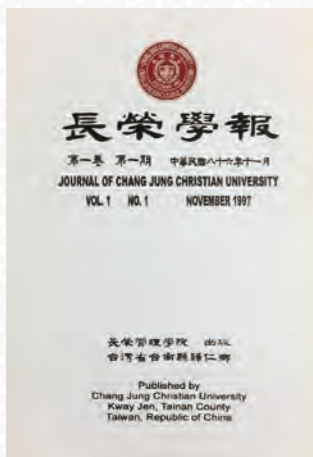 長榮學報
第一卷 第一期 中華民國八十六年十一月
JOURNAL OF CHANG JUNG CHRISTIAN UNIVERSITY
VOL. 1 NO. 1 NOVEMBER 1997
長榮管理學院 出版
台灣省台南縣歸仁鄉
Published by
Chang Jung Christian University
Kway Jen, Tainan County
Taiwan, Republic of China